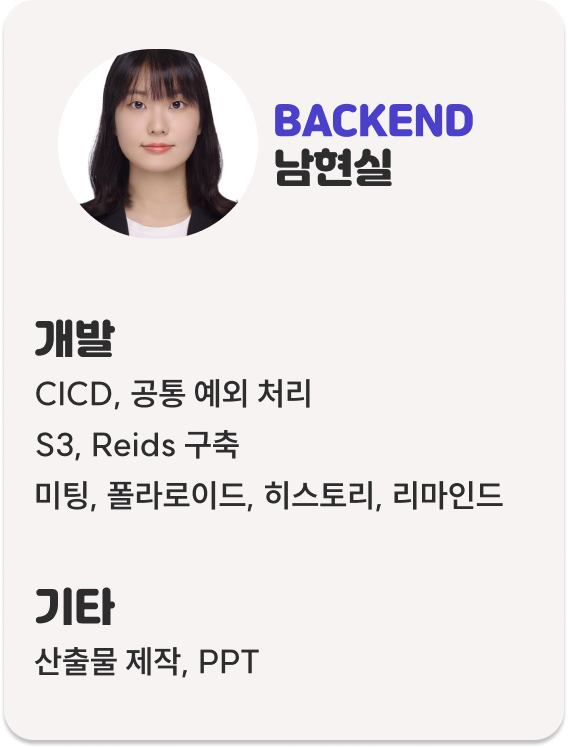 BACKEND
남현실
개발
CICD, 공통 예외 처리
S3, Reids 구축
미팅, 폴라로이드, 히스토리, 리마인드
기타
산출물 제작, PPT